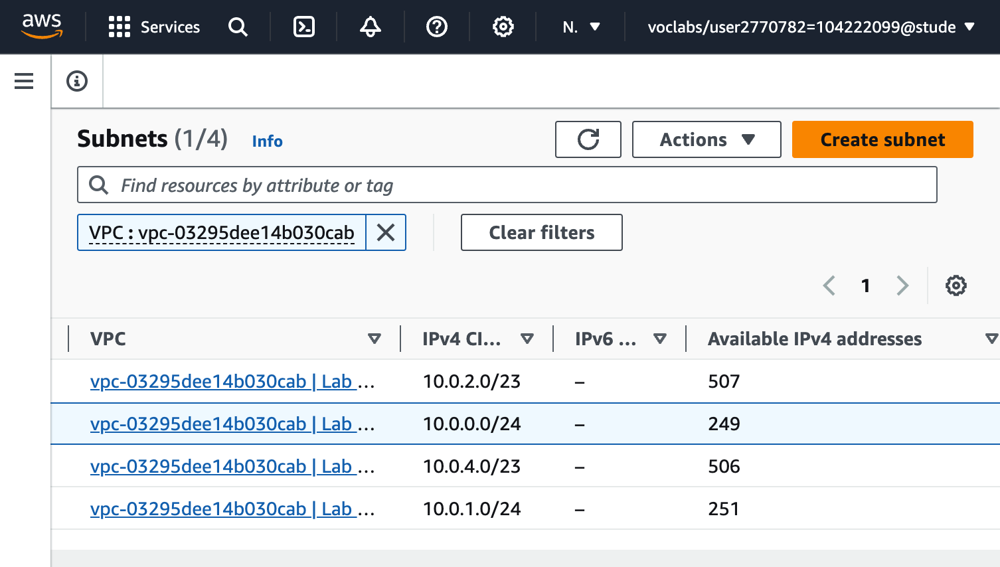 aws Services N. voclabs/user2770782=104222099@stude
Subnets (1/4) Info Actions Create subnet
Find resources by attribute or tag
VPC : vpc-03295dee14b030cab Clear filters
1
VPC IPv4 CI... IPv6 ... Available IPv4 addresses
vpc-03295dee14b030cab | Lab ... 10.0.2.0/23 – 507
vpc-03295dee14b030cab | Lab ... 10.0.0.0/24 – 249
vpc-03295dee14b030cab | Lab ... 10.0.4.0/23 – 506
vpc-03295dee14b030cab | Lab ... 10.0.1.0/24 – 251